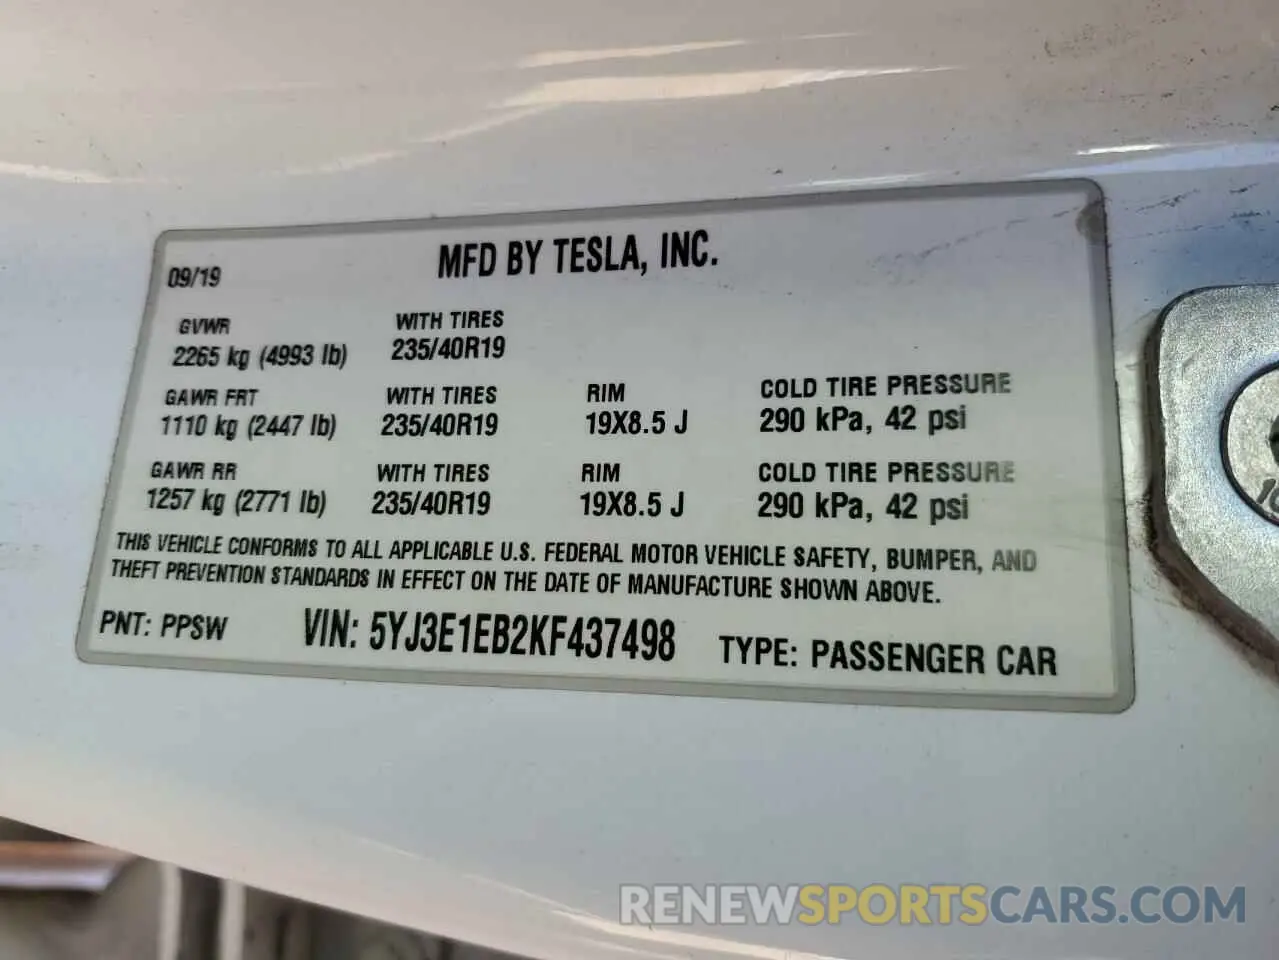 MFD BY TESLA, INC.
09/19
GVWR WITH TIRES
2265 kg (4993 lb) 235/40R19
GAWR FRT WITH TIRES RIM COLD TIRE PRESSURE
1110 kg (2447 lb) 235/40R19 19X8.5 J 290 kPa, 42 psi
GAWR RR WITH TIRES RIM COLD TIRE PRESSURE
1257 kg (2771 lb) 235/40R19 19X8.5 J 290 kPa, 42 psi
THIS VEHICLE CONFORMS TO ALL APPLICABLE U.S. FEDERAL MOTOR VEHICLE SAFETY, BUMPER, AND
THEFT PREVENTION STANDARDS IN EFFECT ON THE DATE OF MANUFACTURE SHOWN ABOVE.
PNT: PPSW VIN: 5YJ3E1EB2KF437498 TYPE: PASSENGER CAR
RENEWSPORTSCARS.COM